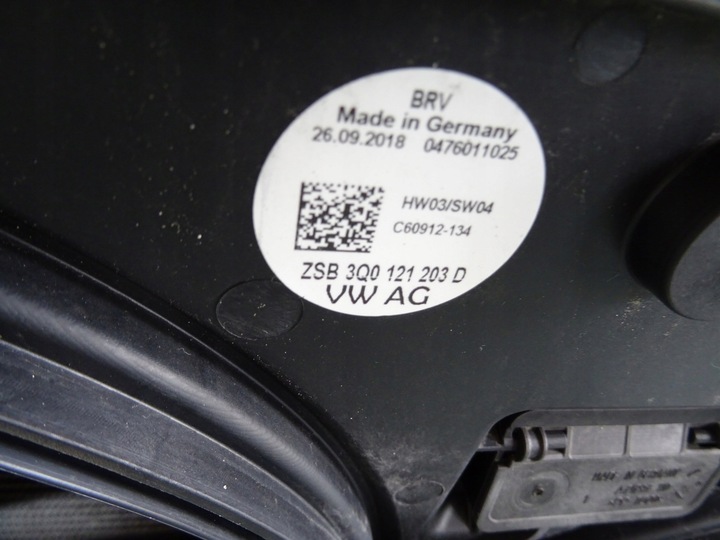 BRV
Made in Germany
26.09.2018 0476011025
HW03/SW04
C60912-134
ZSB 3Q0 121 203 D
VW AG